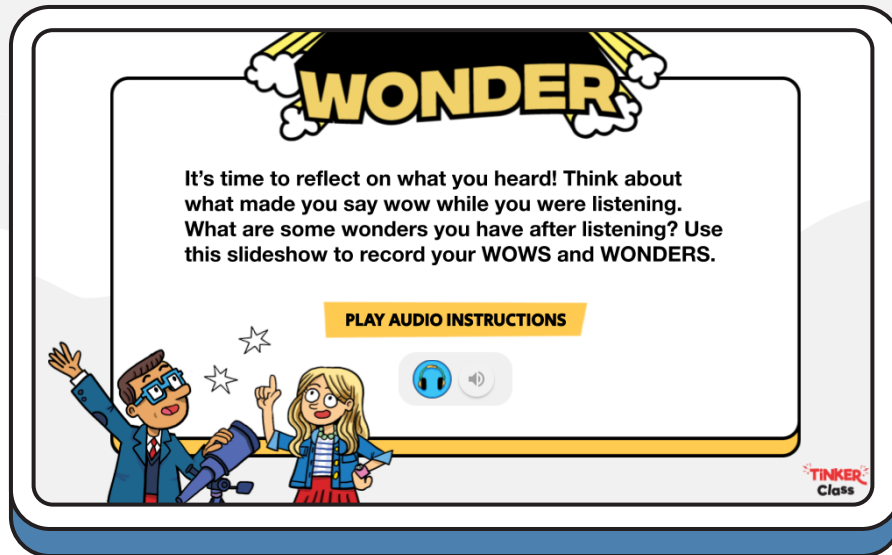 WONDER
It's time to reflect on what you heard! Think about
what made you say wow while you were listening.
What are some wonders you have after listening? Use
this slideshow to record your WOWS and WONDERS.
PLAY AUDIO INSTRUCTIONS
TINKER
Class